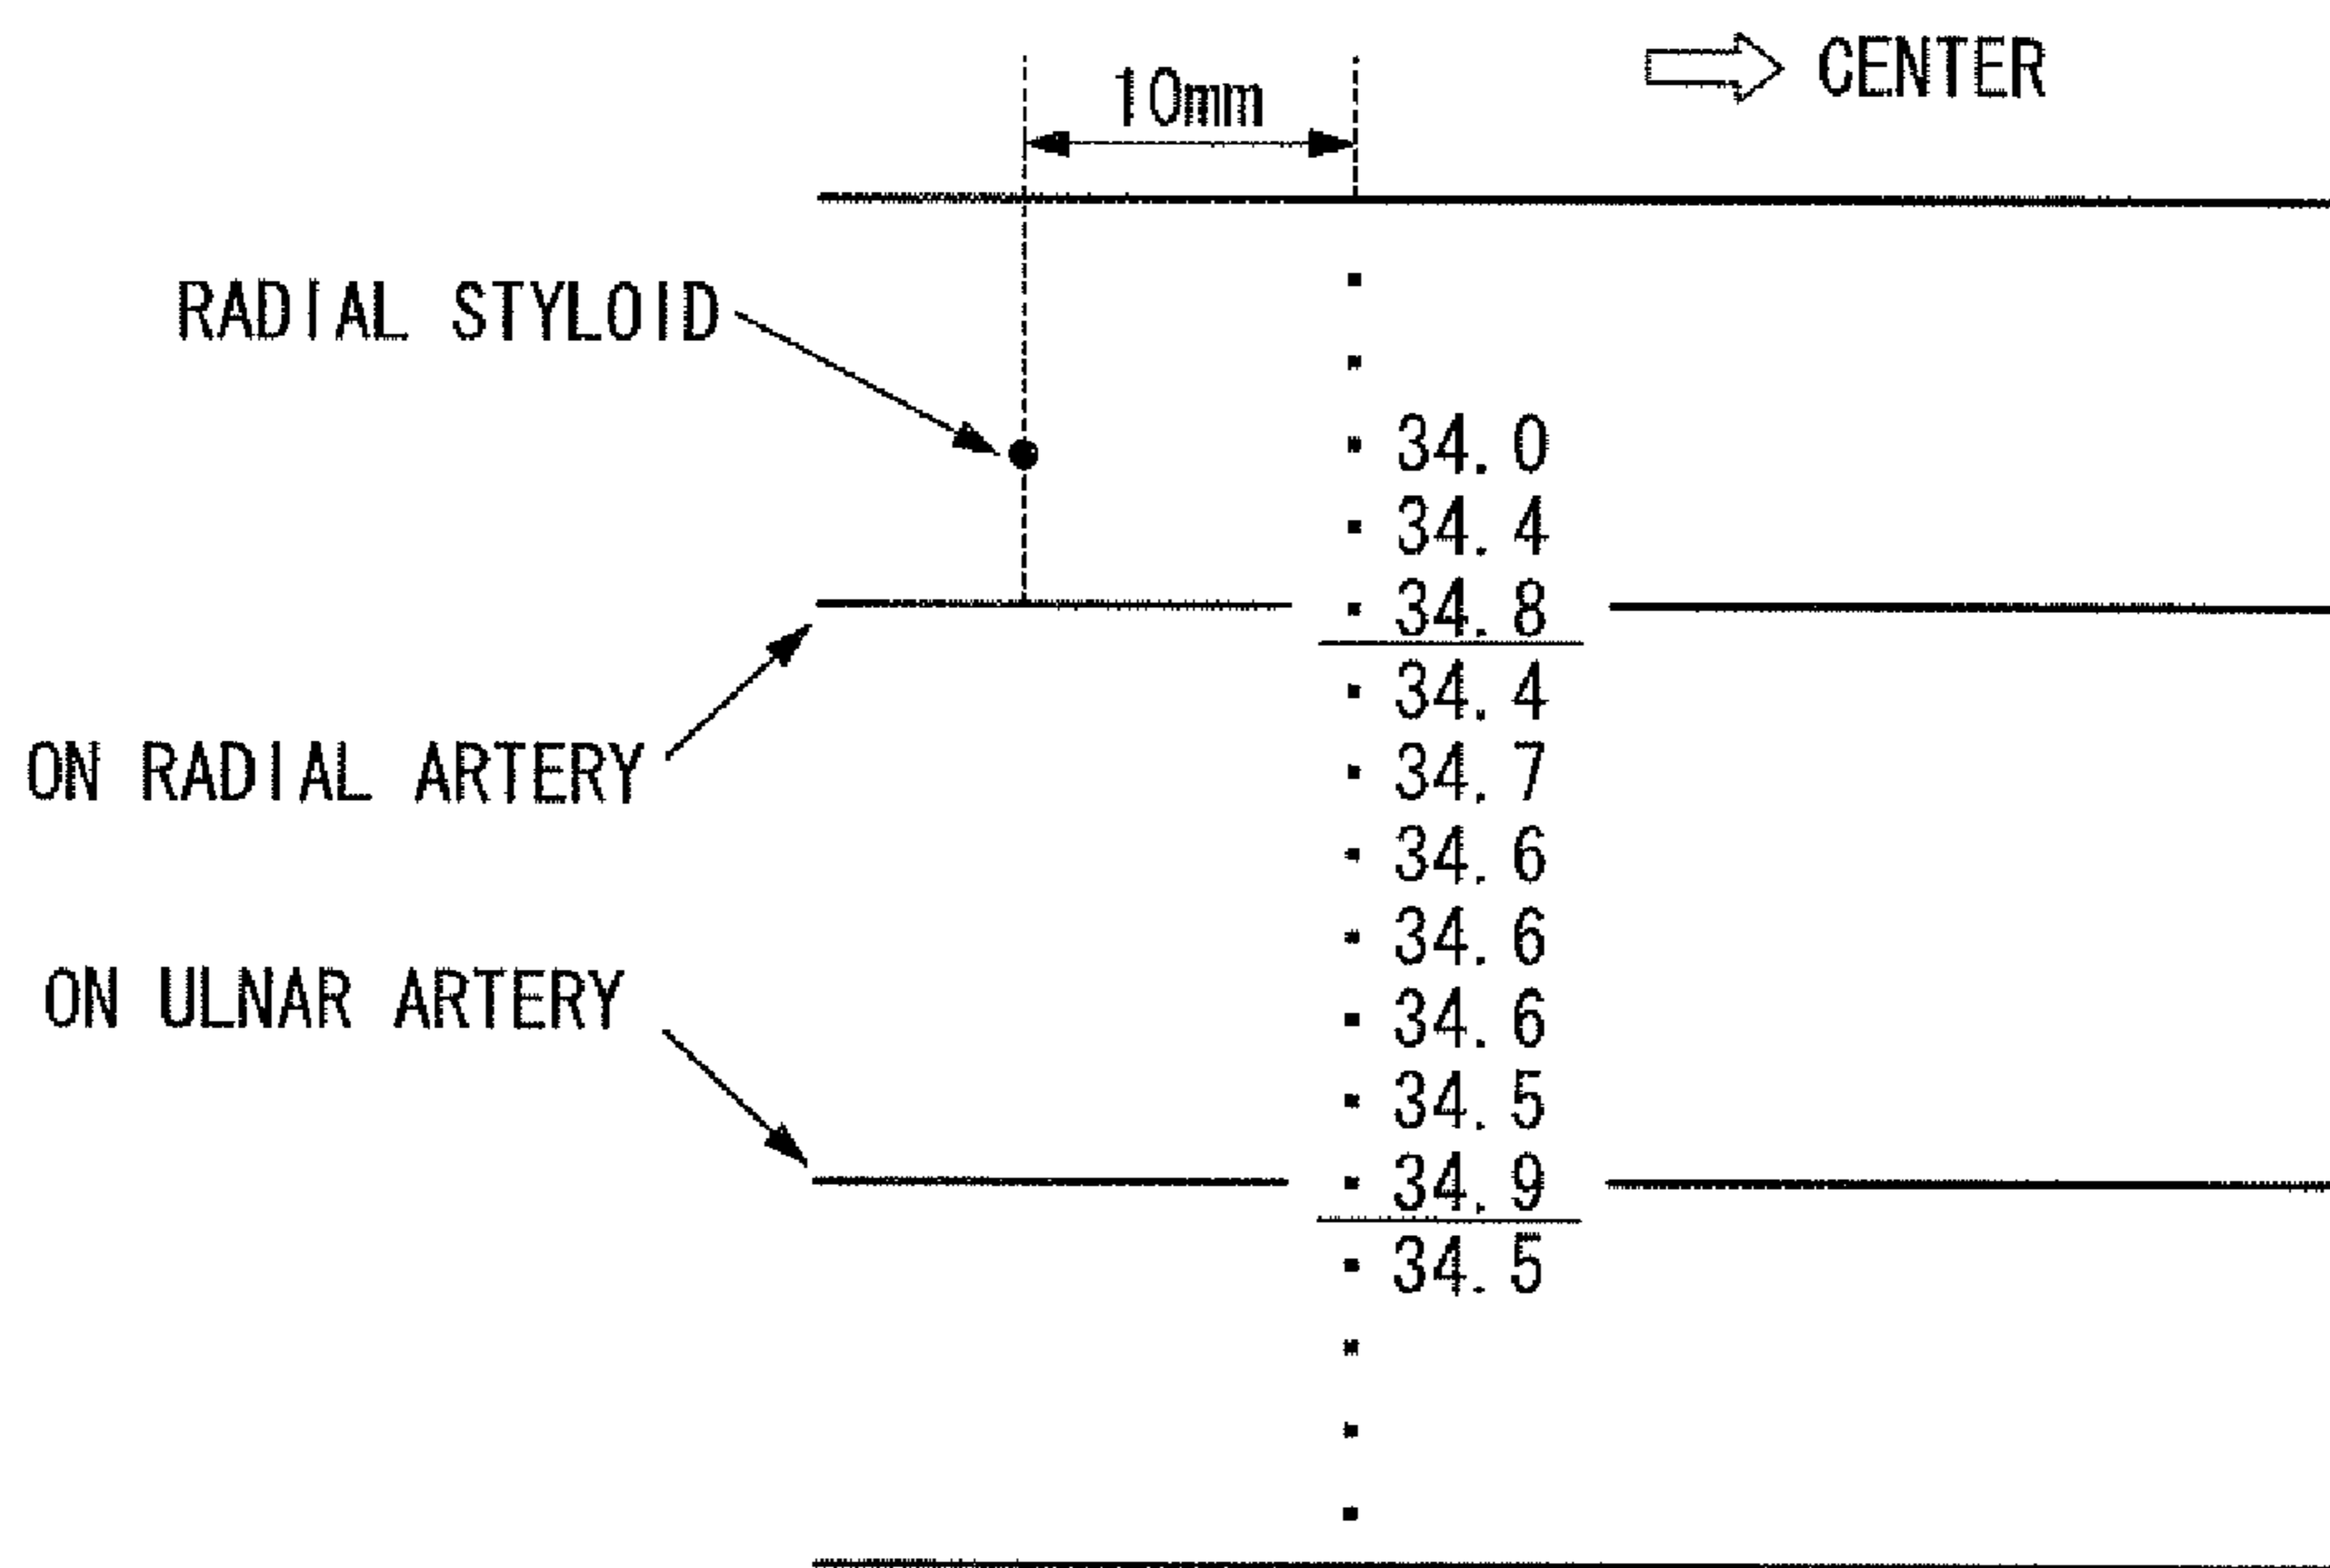 10mm
CENTER
RADIAL STYLOID
34.0
34.4
34.8
34.4
ON RADIAL ARTERY
34.7
34.6
34.6
ON ULNAR ARTERY
34.6
34.5
34.9
34.5